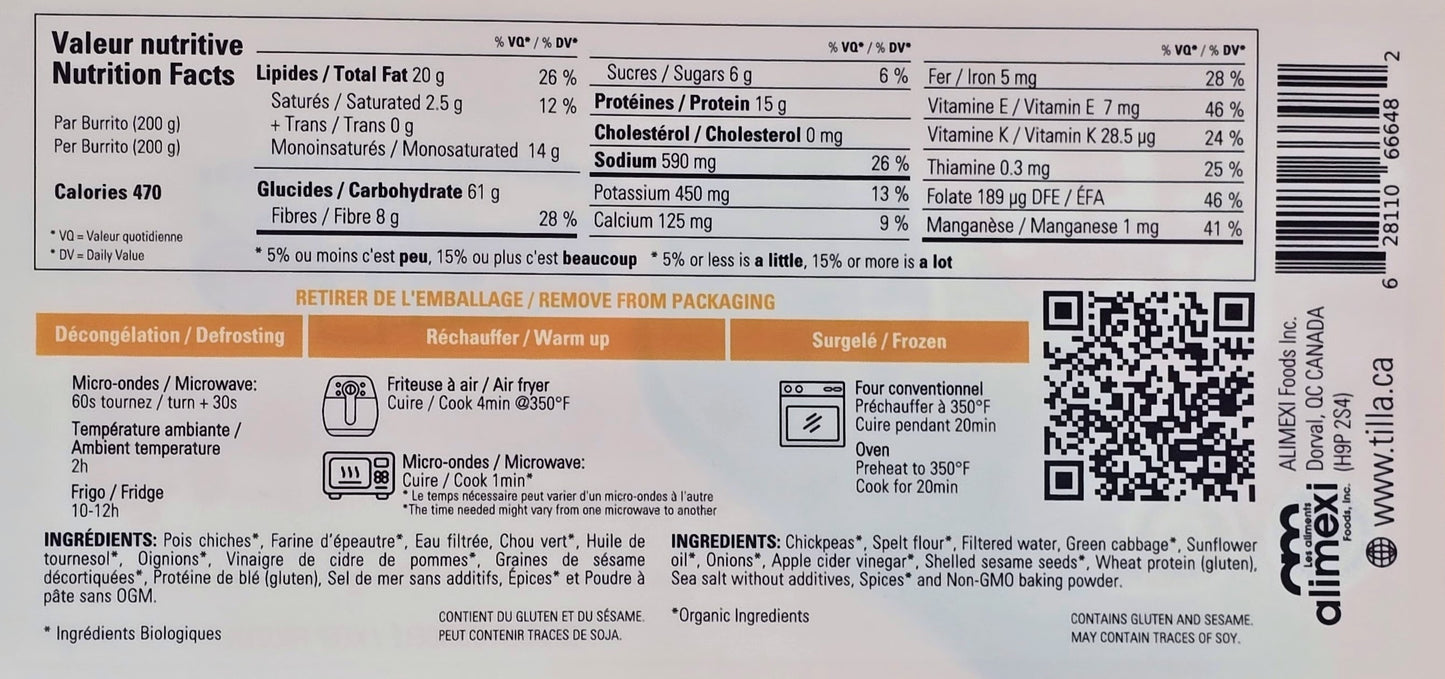 Valeur nutritive
Nutrition Facts
Par Burrito (200 g)
Per Burrito (200 g)
Calories 470
* VQ = Valeur quotidienne
* DV = Daily Value
% VQ* / % DV*
Lipides / Total Fat 20 g 26 %
Saturés / Saturated 2.5 g 12 %
+ Trans / Trans 0 g
Monoinsaturés / Monosaturated 14 g
Glucides / Carbohydrate 61 g
Fibres / Fibre 8 g 28 %
% VQ* / % DV*
Sucres / Sugars 6 g 6 %
Protéines / Protein 15 g
Cholestérol / Cholesterol 0 mg
Sodium 590 mg 26 %
Potassium 450 mg 13 %
Calcium 125 mg 9 %
% VQ* / % DV*
Fer / Iron 5 mg 28 %
Vitamine E / Vitamin E 7 mg 46 %
Vitamine K / Vitamin K 28.5 µg 24 %
Thiamine 0.3 mg 25 %
Folate 189 µg DFE / ÉFA 46 %
Manganèse / Manganese 1 mg 41 %
* 5% ou moins c'est peu, 15% ou plus c'est beaucoup * 5% or less is a little, 15% or more is a lot
RETIRER DE L'EMBALLAGE / REMOVE FROM PACKAGING
Décongélation / Defrosting
Micro-ondes / Microwave:
60s tournez / turn + 30s
Température ambiante /
Ambient temperature
2h
Frigo / Fridge
10-12h
Réchauffer / Warm up
Friteuse à air / Air fryer
Cuire / Cook 4min @350°F
Micro-ondes / Microwave:
Cuire / Cook 1min*
* Le temps nécessaire peut varier d'un micro-ondes à l'autre
*The time needed might vary from one microwave to another
Surgelé / Frozen
Four conventionnel
Préchauffer à 350°F
Cuire pendant 20min
Oven
Preheat to 350°F
Cook for 20min
INGRÉDIENTS: Pois chiches*, Farine d'épeautre*, Eau filtrée, Chou vert*, Huile de
tournesol*, Oignions*, Vinaigre de cidre de pommes*, Graines de sésame
décortiquées*, Protéine de blé (gluten), Sel de mer sans additifs, Épices* et Poudre à
pâte sans OGM.
CONTIENT DU GLUTEN ET DU SÉSAME.
PEUT CONTENIR TRACES DE SOJA.
* Ingrédients Biologiques
INGREDIENTS: Chickpeas*, Spelt flour*, Filtered water, Green cabbage*, Sunflower
oil*, Onions*, Apple cider vinegar*, Shelled sesame seeds*, Wheat protein (gluten),
Sea salt without additives, Spices* and Non-GMO baking powder.
*Organic Ingredients
CONTAINS GLUTEN AND SESAME.
MAY CONTAIN TRACES OF SOY.
6 28110 66648 2
Les aliments
alimexi
Foods, Inc.
ALIMEXI Foods Inc.
Dorval, QC CANADA
(H9P 2S4)
www.tilla.ca